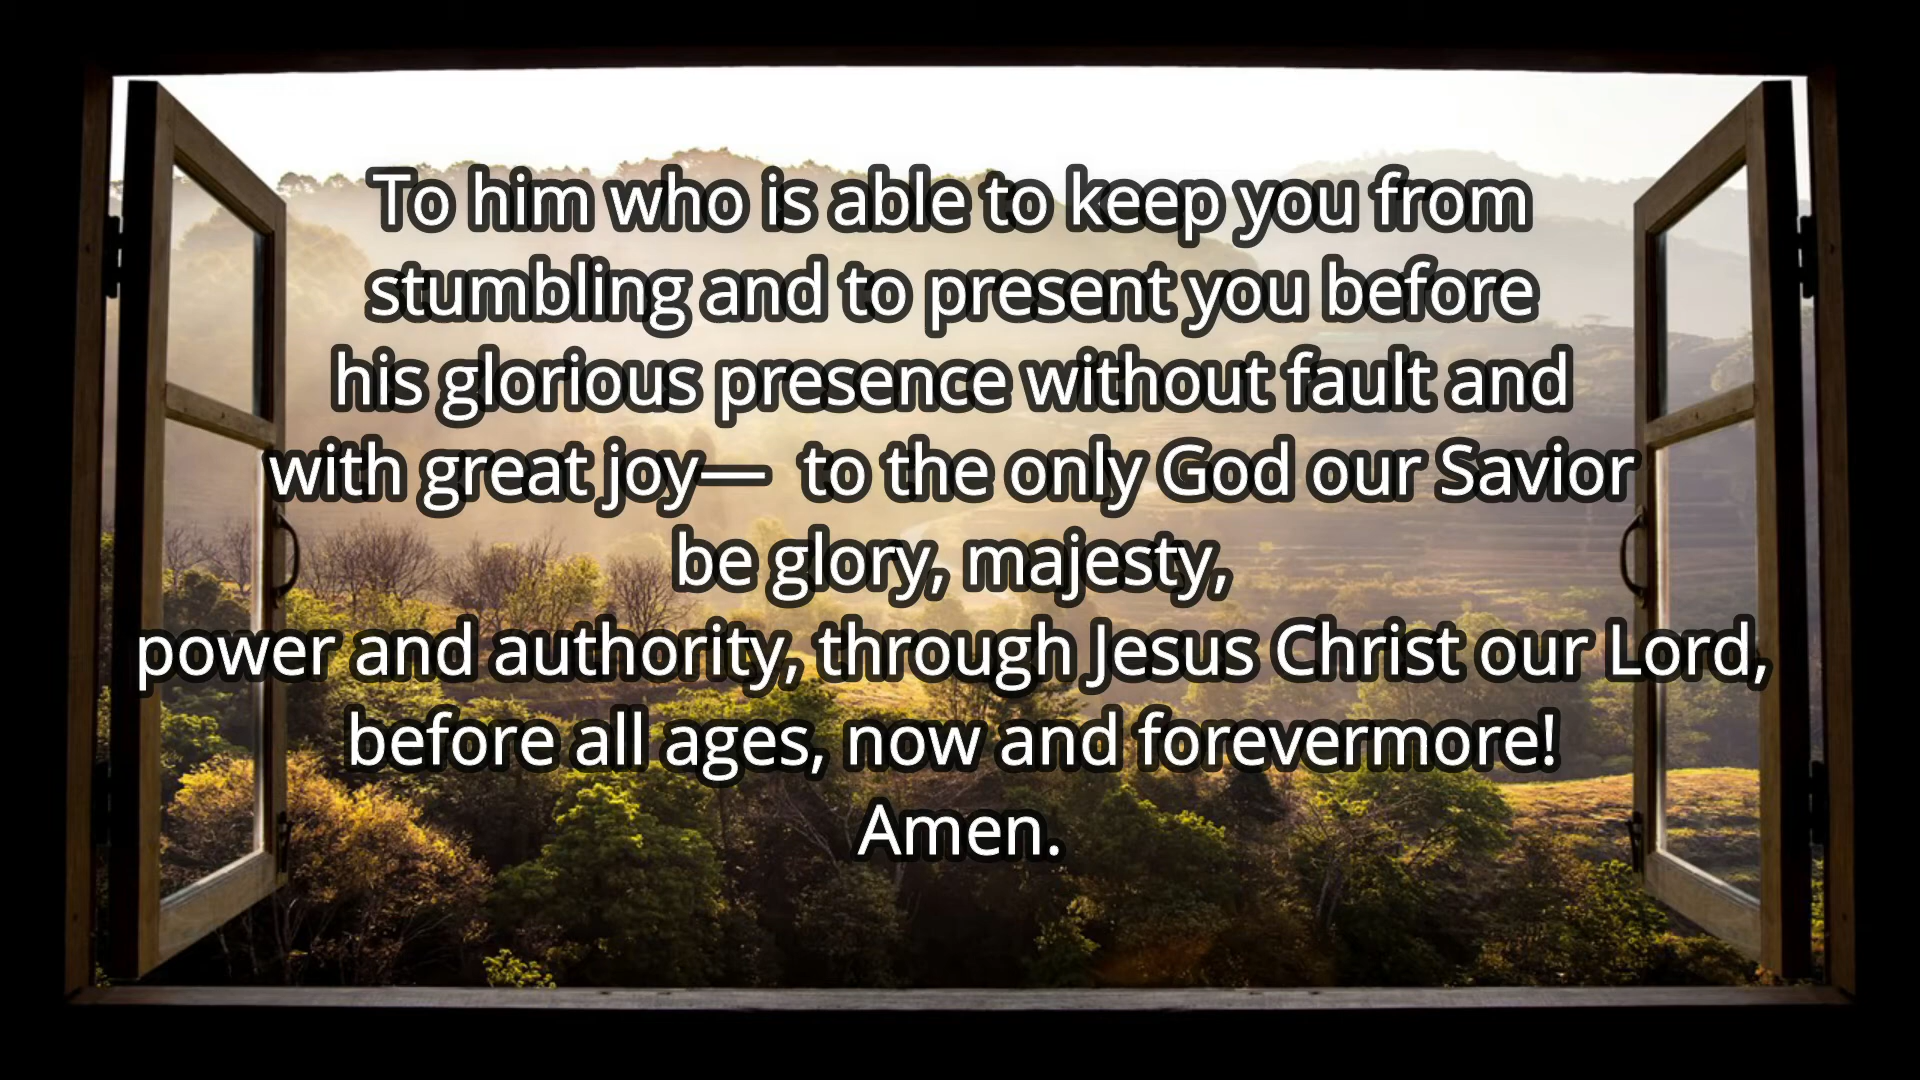 To him who is able to keep you from
stumbling and to present you before
his glorious presence without fault and
with great joy—  to the only God our Savior
be glory, majesty,
power and authority, through Jesus Christ our Lord,
before all ages, now and forevermore!
Amen.